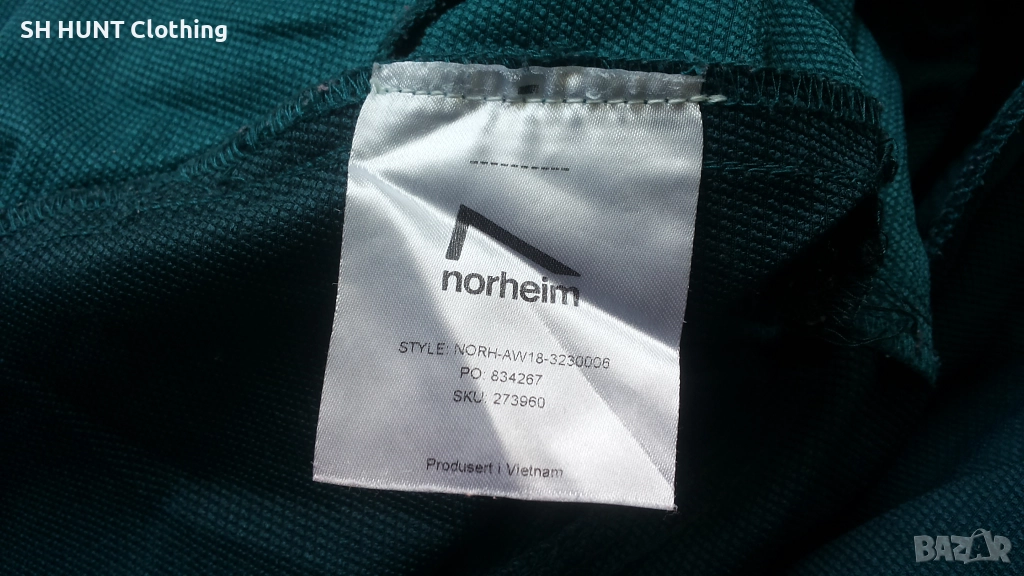 SH HUNT Clothing
norheim
STYLE: NORH-AW18-3230006
PO: 834267
SKU: 273960
Produsert i Vietnam
BAZAR